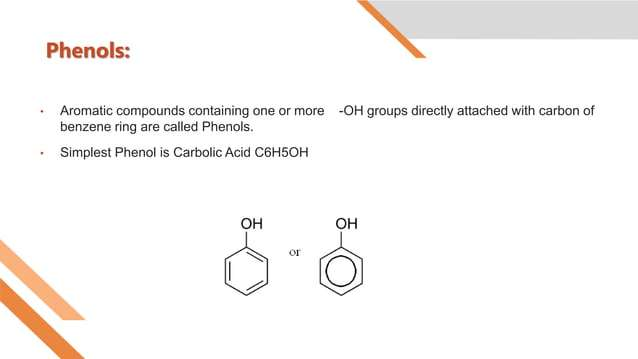 Phenols:
• Aromatic compounds containing one or more -OH groups directly attached with carbon of
benzene ring are called Phenols.
• Simplest Phenol is Carbolic Acid C6H5OH
OH or OH